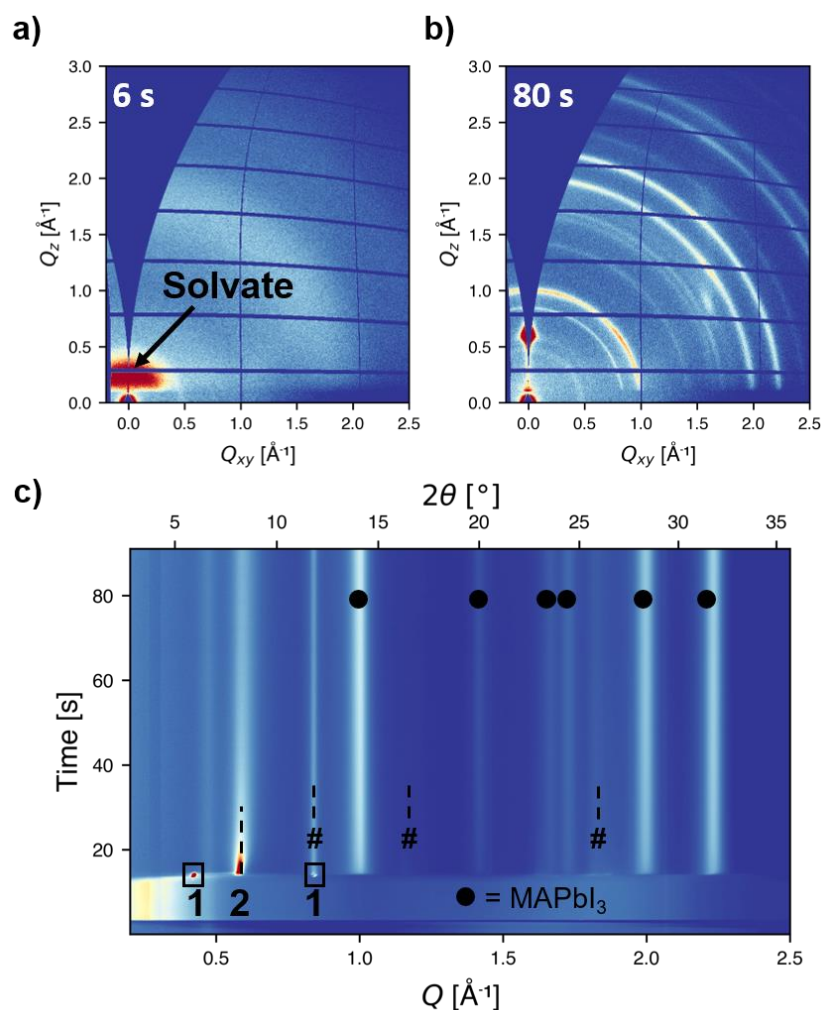 a)
b)
6 s
80 s
3.0
2.5
2.0
1.5
1.0
0.5
0.0
Q_z [Å⁻¹]
Solvate
0.0 0.5 1.0 1.5 2.0 2.5
Q_xy [Å⁻¹]
3.0
2.5
2.0
1.5
1.0
0.5
0.0
Q_z [Å⁻¹]
0.0 0.5 1.0 1.5 2.0 2.5
Q_xy [Å⁻¹]
c)
2θ [°]
5 10 15 20 25 30 35
80
60
40
20
Time [s]
# # #
1 2 1
● = MAPbI₃
0.5 1.0 1.5 2.0 2.5
Q [Å⁻¹]